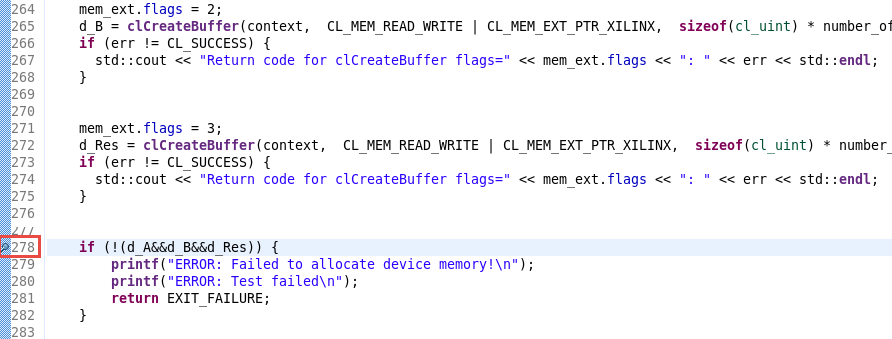 264 mem_ext.flags = 2;
265 d_B = clCreateBuffer(context,  CL_MEM_READ_WRITE | CL_MEM_EXT_PTR_XILINX,  sizeof(cl_uint) * number_of
266 if (err != CL_SUCCESS) {
267 std::cout << "Return code for clCreateBuffer flags=" << mem_ext.flags << ": " << err << std::endl;
268 }
269
270
271 mem_ext.flags = 3;
272 d_Res = clCreateBuffer(context,  CL_MEM_READ_WRITE | CL_MEM_EXT_PTR_XILINX,  sizeof(cl_uint) * number_
273 if (err != CL_SUCCESS) {
274 std::cout << "Return code for clCreateBuffer flags=" << mem_ext.flags << ": " << err << std::endl;
275 }
276
277
278 if (!(d_A&&d_B&&d_Res)) {
279 printf("ERROR: Failed to allocate device memory!\n");
280 printf("ERROR: Test failed\n");
281 return EXIT_FAILURE;
282 }
283